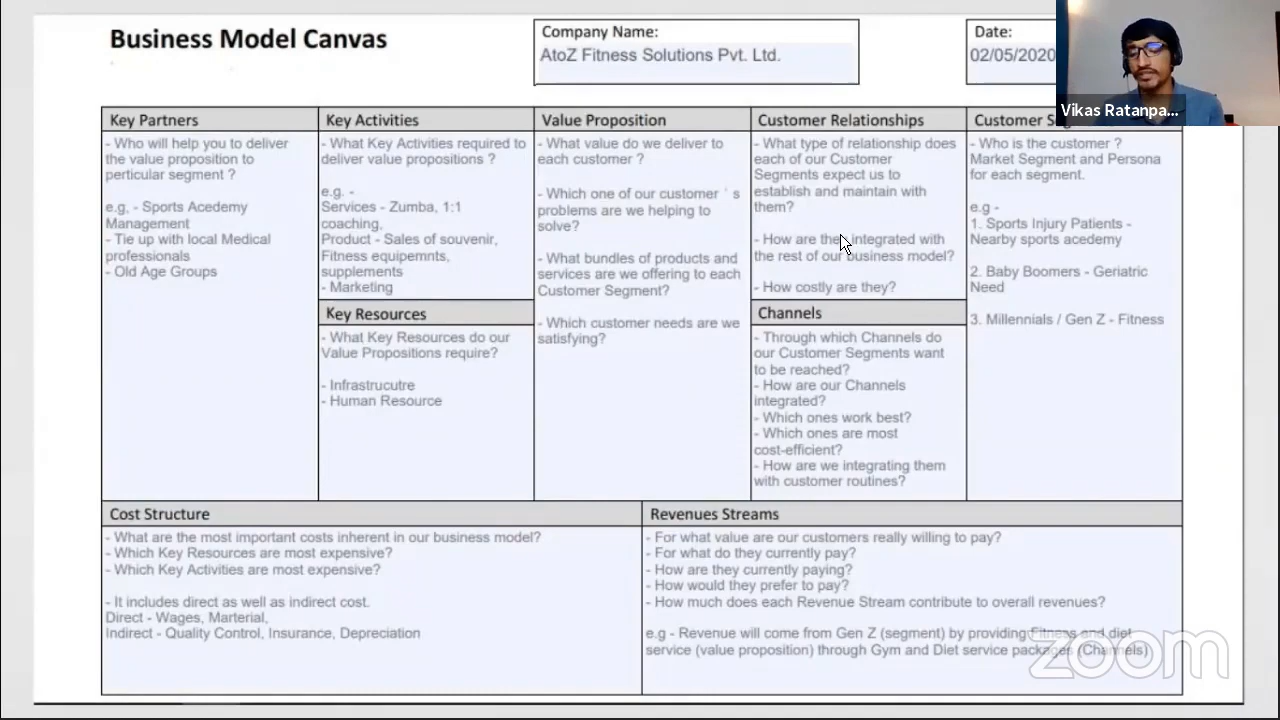 Business Model Canvas
Company Name:
AtoZ Fitness Solutions Pvt. Ltd.
Date:
02/05/2020
Vikas Ratanpa...
Key Partners
- Who will help you to deliver
the value proposition to
perticular segment ?
e.g, - Sports Acedemy
Management
- Tie up with local Medical
professionals
- Old Age Groups
Key Activities
- What Key Activities required to
deliver value propositions ?
e.g. -
Services - Zumba, 1:1
coaching,
Product - Sales of souvenir,
Fitness equipemnts,
supplements
- Marketing
Key Resources
- What Key Resources do our
Value Propositions require?
- Infrastrucutre
- Human Resource
Value Proposition
- What value do we deliver to
each customer ?
- Which one of our customer ` s
problems are we helping to
solve?
- What bundles of products and
services are we offering to each
Customer Segment?
- Which customer needs are we
satisfying?
Customer Relationships
- What type of relationship does
each of our Customer
Segments expect us to
establish and maintain with
them?
- How are they integrated with
the rest of our business model?
- How costly are they?
Channels
- Through which Channels do
our Customer Segments want
to be reached?
- How are our Channels
integrated?
- Which ones work best?
- Which ones are most
cost-efficient?
- How are we integrating them
with customer routines?
Customer
- Who is the customer ?
Market Segment and Persona
for each segment.
e.g -
1. Sports Injury Patients -
Nearby sports acedemy
2. Baby Boomers - Geriatric
Need
3. Millennials / Gen Z - Fitness
Cost Structure
- What are the most important costs inherent in our business model?
- Which Key Resources are most expensive?
- Which Key Activities are most expensive?
- It includes direct as well as indirect cost.
Direct - Wages, Marterial,
Indirect - Quality Control, Insurance, Depreciation
Revenues Streams
- For what value are our customers really willing to pay?
- For what do they currently pay?
- How are they currently paying?
- How would they prefer to pay?
- How much does each Revenue Stream contribute to overall revenues?
e.g - Revenue will come from Gen Z (segment) by providing Fitness and diet
service (value proposition) through Gym and Diet service packages (Channels)
zoom